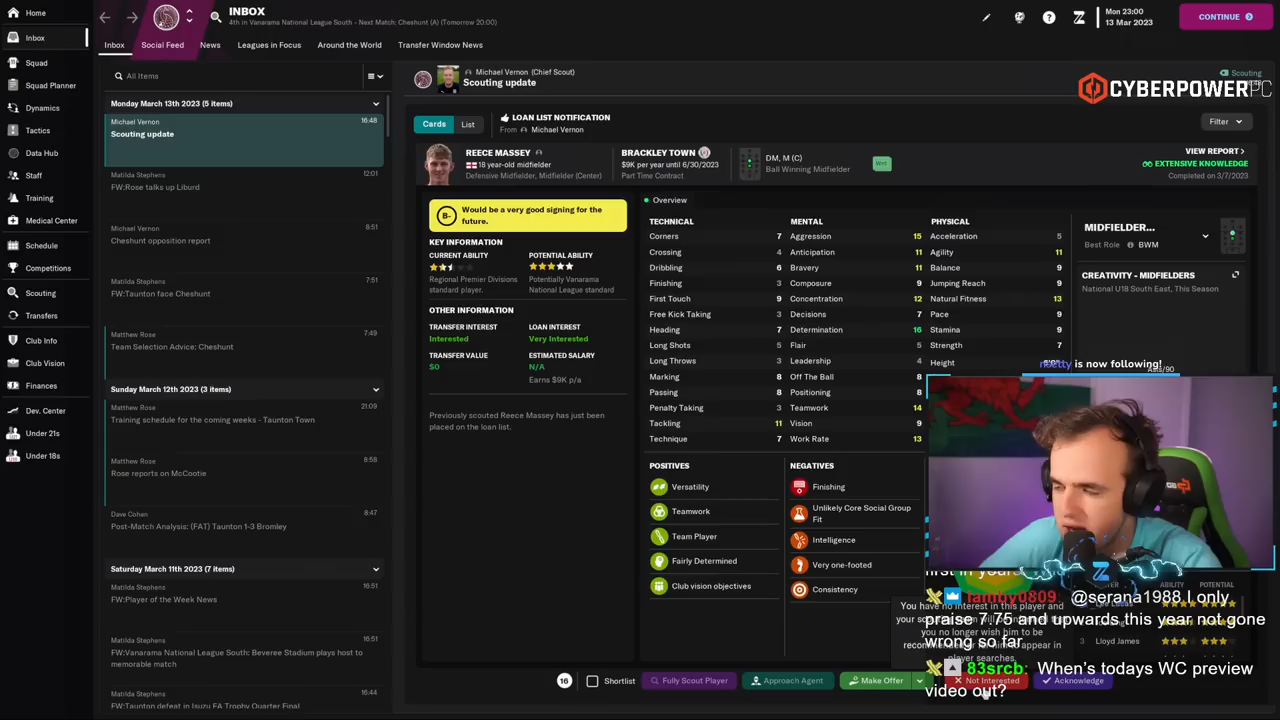 Home
INBOX
4th in Vanarama National League South - Next Match: Cheshunt (A) (Tomorrow 20:00)
Mon 23:00
13 Mar 2023
CONTINUE
Inbox
Squad
Squad Planner
Dynamics
Tactics
Data Hub
Staff
Training
Medical Center
Schedule
Competitions
Scouting
Transfers
Club Info
Club Vision
Finances
Dev. Center
Under 21s
Under 18s
Inbox
Social Feed
News
Leagues in Focus
Around the World
Transfer Window News
All Items
Monday March 13th 2023 (5 items)
Michael Vernon 16:48
Scouting update
Matilda Stephens 12:01
FW:Rose talks up Liburd
Michael Vernon 8:51
Cheshunt opposition report
Matilda Stephens 7:51
FW:Taunton face Cheshunt
Matthew Rose 7:49
Team Selection Advice: Cheshunt
Sunday March 12th 2023 (3 items)
Matthew Rose 21:09
Training schedule for the coming weeks - Taunton Town
Matthew Rose 8:58
Rose reports on McCootie
Dave Cohen 8:47
Post-Match Analysis: (FAT) Taunton 1-3 Bromley
Saturday March 11th 2023 (7 items)
Matilda Stephens 16:51
FW:Player of the Week News
Matilda Stephens 16:51
FW:Vanarama National League South: Beveree Stadium plays host to
memorable match
Matilda Stephens 16:44
FW:Taunton defeat in Isuzu FA Trophy Quarter Final
Michael Vernon (Chief Scout)
Scouting update
Scouting
CYBERPOWERPC
Cards
List
LOAN LIST NOTIFICATION
From Michael Vernon
Filter
REECE MASSEY
18 year-old midfielder
Defensive Midfielder, Midfielder (Center)
BRACKLEY TOWN
$9K per year until 6/30/2023
Part Time Contract
DM, M (C)
Ball Winning Midfielder
VIEW REPORT >
EXTENSIVE KNOWLEDGE
Completed on 3/7/2023
B-
Would be a very good signing for the
future.
KEY INFORMATION
CURRENT ABILITY
Regional Premier Divisions
standard player.
POTENTIAL ABILITY
Potentially Vanarama
National League standard
OTHER INFORMATION
TRANSFER INTEREST
Interested
LOAN INTEREST
Very Interested
TRANSFER VALUE
$0
ESTIMATED SALARY
N/A
Earns $9K p/a
Previously scouted Reece Massey has just been
placed on the loan list.
Overview
TECHNICAL
Corners 7
Crossing 4
Dribbling 6
Finishing 3
First Touch 9
Free Kick Taking 3
Heading 7
Long Shots 5
Long Throws 3
Marking 8
Passing 8
Penalty Taking 3
Tackling 11
Technique 7
MENTAL
Aggression 15
Anticipation 11
Bravery 11
Composure 9
Concentration 12
Decisions 7
Determination 16
Flair 5
Leadership 4
Off The Ball 8
Positioning 8
Teamwork 14
Vision 9
Work Rate 13
PHYSICAL
Acceleration 5
Agility 11
Balance 9
Jumping Reach 9
Natural Fitness 13
Pace 9
Stamina 9
Strength 7
Height
MIDFIELDER...
Best Role BWM
CREATIVITY - MIDFIELDERS
National U18 South East, This Season
is now following!
POSITIVES
Versatility
Teamwork
Team Player
Fairly Determined
Club vision objectives
NEGATIVES
Finishing
Unlikely Core Social Group
Fit
Intelligence
Very one-footed
Consistency
ABILITY
POTENTIAL
3 Lloyd James
@serana1988 I only
praise 7.75 and upwards this year not gone
wrong so far
83srcb: When's todays WC preview
video out?
16
Shortlist
Fully Scout Player
Approach Agent
Make Offer
Not Interested
Acknowledge